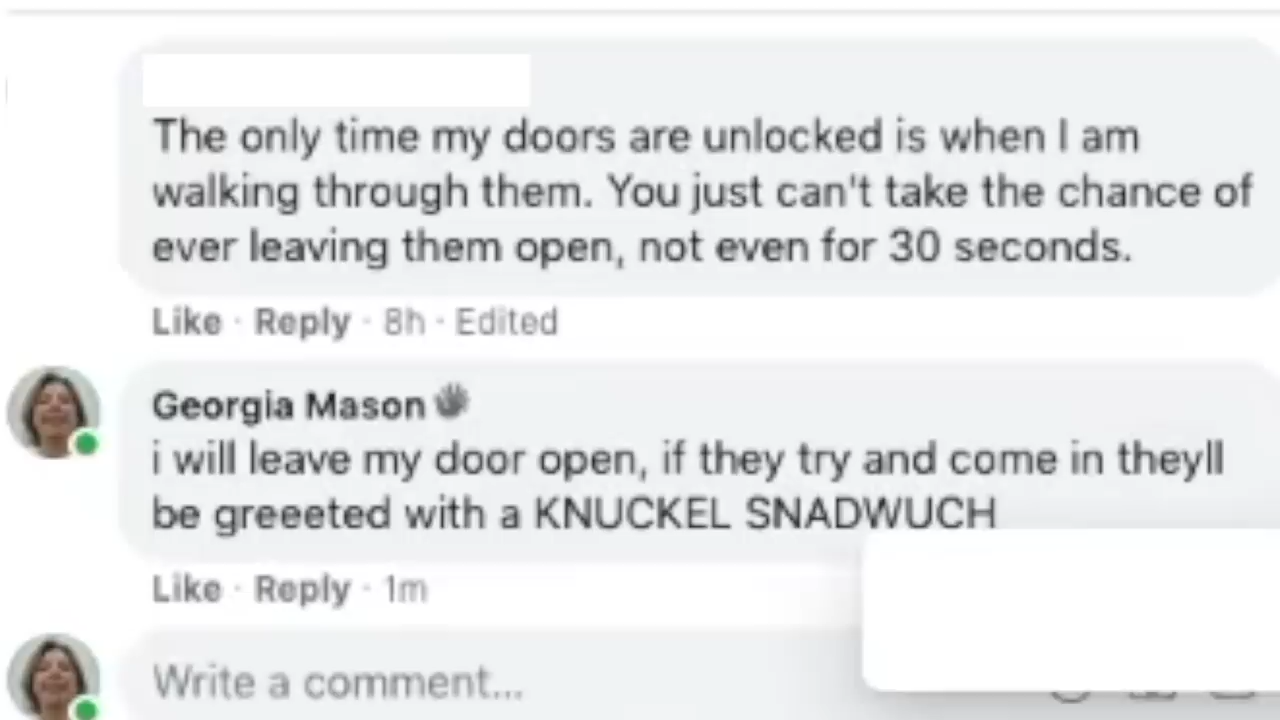 The only time my doors are unlocked is when I am
walking through them. You just can't take the chance of
ever leaving them open, not even for 30 seconds.
Like · Reply · 8h · Edited
Georgia Mason
i will leave my door open, if they try and come in theyll
be greeeted with a KNUCKEL SNADWUCH
Like · Reply · 1m
Write a comment...